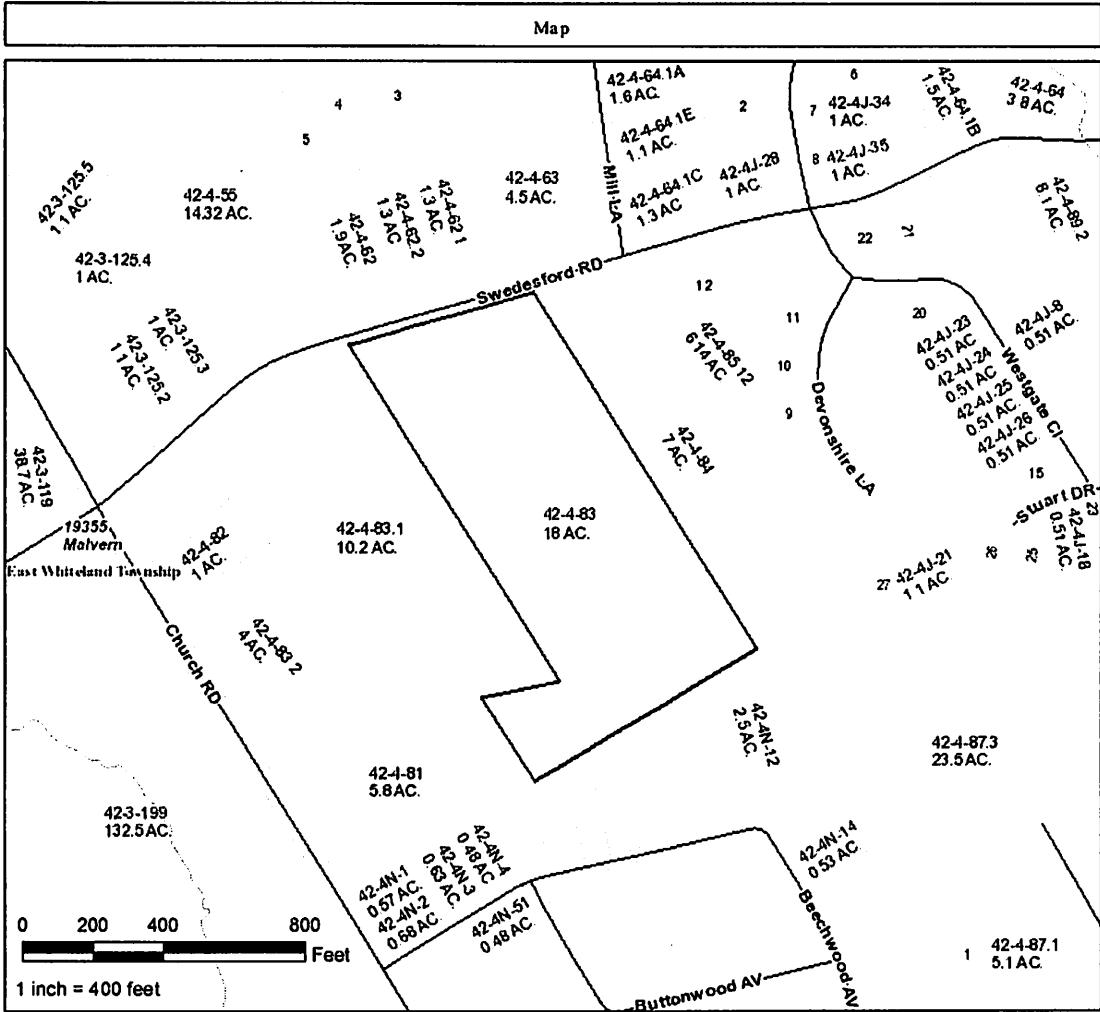 Map
42-4-64.1A
1.6 AC.
42-4-64.1E
1.1 AC.
42-4-64.1C
1.3 AC
42-4J-28
1 AC.
2
6
7
42-4J-34
1 AC.
8
42-4J-35
1 AC.
42-4-64.1B
1.5 AC.
42-4-64
3 8 AC.
4
3
5
42-3-125.5
1 1 AC.
42-4-55
14.32 AC.
42-4-62
1.9 AC.
42-4-62.2
1.3 AC
42-4-62 1
1.3 AC.
42-4-63
4.5 AC.
Mill LA
42-4-89.2
8.1 AC.
22
21
42-3-125.4
1 AC.
42-3-125.3
1 AC.
42-3-125.2
1 1 AC.
Swedesford RD
12
11
10
9
42-4-85 12
6 14 AC
20
42-4J-23
0.51 AC
42-4J-24
0.51 AC.
42-4J-25
0.51 AC.
42-4J-26
0.51 AC.
42-4J-8
0.51 AC.
Westgate CI
Devonshire LA
15
Stuart DR
23
42-4J-18
0.51 AC.
42-3-119
38.7 AC.
42-4-84
7 AC.
42-4-83.1
10.2 AC.
42-4-83
18 AC.
19355
Malvern
East Whiteland Township
42-4-82
1 AC.
27
42-4J-21
1 1 AC.
26
25
42-4-83 2
4 AC.
Church RD
42-4N-12
2.5 AC.
42-4-87.3
23.5 AC.
42-4-81
5.8 AC.
42-3-199
132.5 AC.
42-4N-1
0.57 AC.
42-4N-2
0.68 AC.
42-4N-3
0.63 AC.
42-4N-4
0.48 AC
42-4N-51
0 48 AC.
42-4N-14
0.53 AC.
Beechwood AV
Buttonwood AV
1
42-4-87.1
5.1 AC.
0 200 400 800
Feet
1 inch = 400 feet